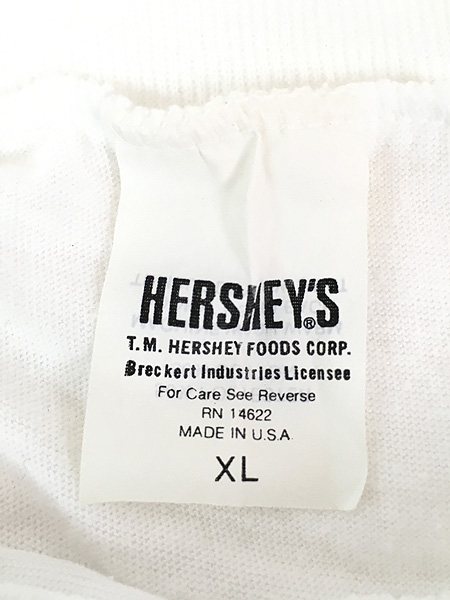 HERSHEY'S®
T.M. HERSHEY FOODS CORP.
Breckert Industries Licensee
For Care See Reverse
RN 14622
MADE IN U.S.A.
XL